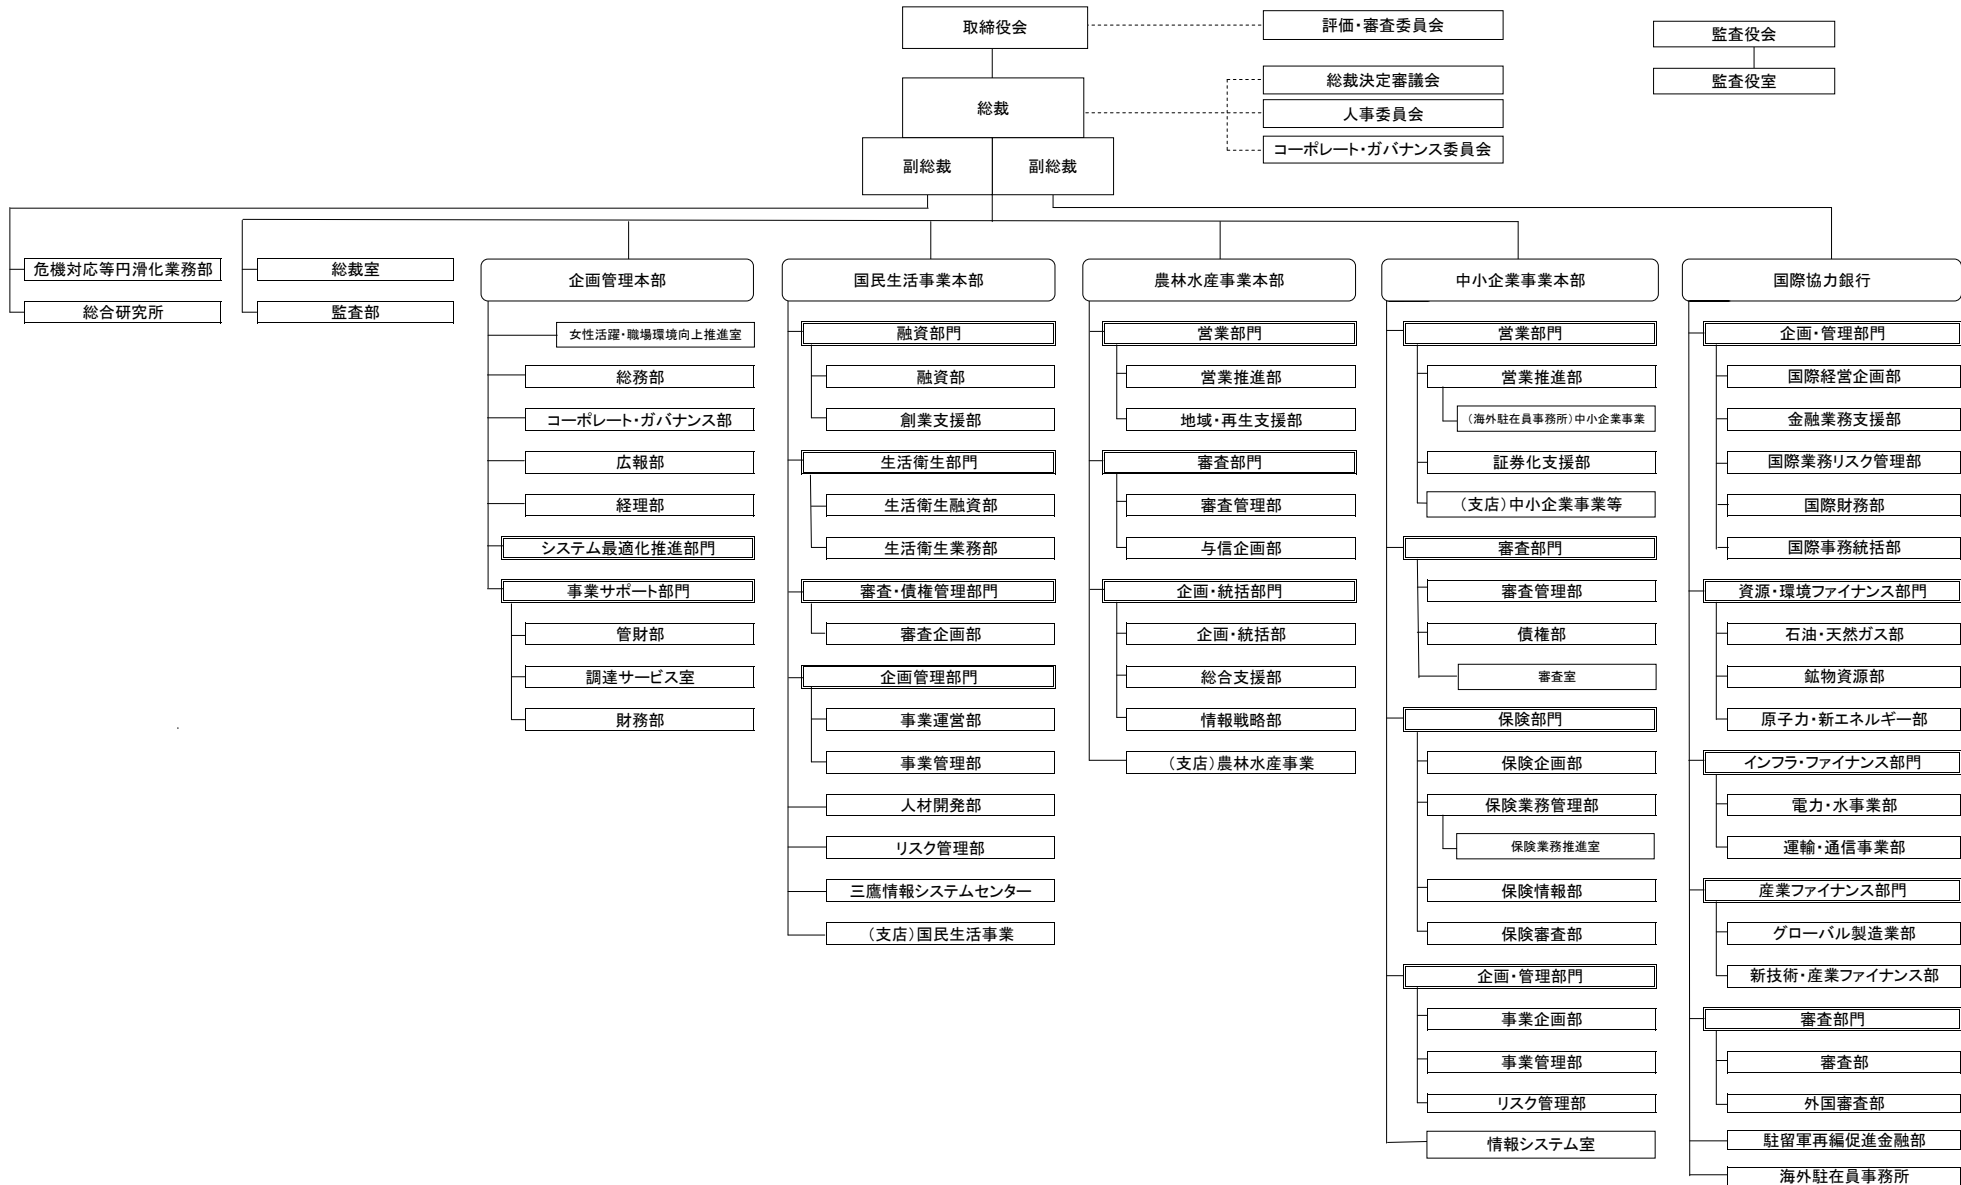 取締役会
評価・審査委員会
監査役会
総裁決定審議会
監査役室
総裁
人事委員会
コーポレート・ガバナンス委員会
副総裁
副総裁
危機対応等円滑化業務部
総合研究所
総裁室
監査部
企画管理本部
女性活躍・職場環境向上推進室
総務部
コーポレート・ガバナンス部
広報部
経理部
システム最適化推進部門
事業サポート部門
管財部
調達サービス室
財務部
国民生活事業本部
融資部門
融資部
創業支援部
生活衛生部門
生活衛生融資部
生活衛生業務部
審査・債権管理部門
審査企画部
企画管理部門
事業運営部
事業管理部
人材開発部
リスク管理部
三鷹情報システムセンター
（支店）国民生活事業
農林水産事業本部
営業部門
営業推進部
地域・再生支援部
審査部門
審査管理部
与信企画部
企画・統括部門
企画・統括部
総合支援部
情報戦略部
（支店）農林水産事業
中小企業事業本部
営業部門
営業推進部
（海外駐在員事務所）中小企業事業
証券化支援部
（支店）中小企業事業等
審査部門
審査管理部
債権部
審査室
保険部門
保険企画部
保険業務管理部
保険業務推進室
保険情報部
保険審査部
企画・管理部門
事業企画部
事業管理部
リスク管理部
情報システム室
国際協力銀行
企画・管理部門
国際経営企画部
金融業務支援部
国際業務リスク管理部
国際財務部
国際事務統括部
資源・環境ファイナンス部門
石油・天然ガス部
鉱物資源部
原子力・新エネルギー部
インフラ・ファイナンス部門
電力・水事業部
運輸・通信事業部
産業ファイナンス部門
グローバル製造業部
新技術・産業ファイナンス部
審査部門
審査部
外国審査部
駐留軍再編促進金融部
海外駐在員事務所